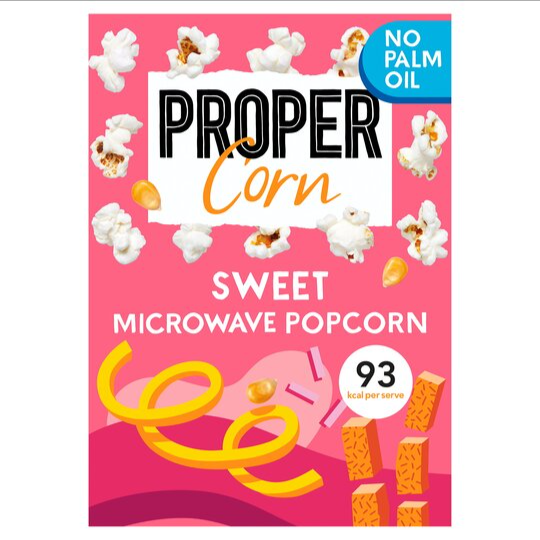 NO
PALM
OIL
PROPER
Corn
SWEET
MICROWAVE POPCORN
93
kcal per serve